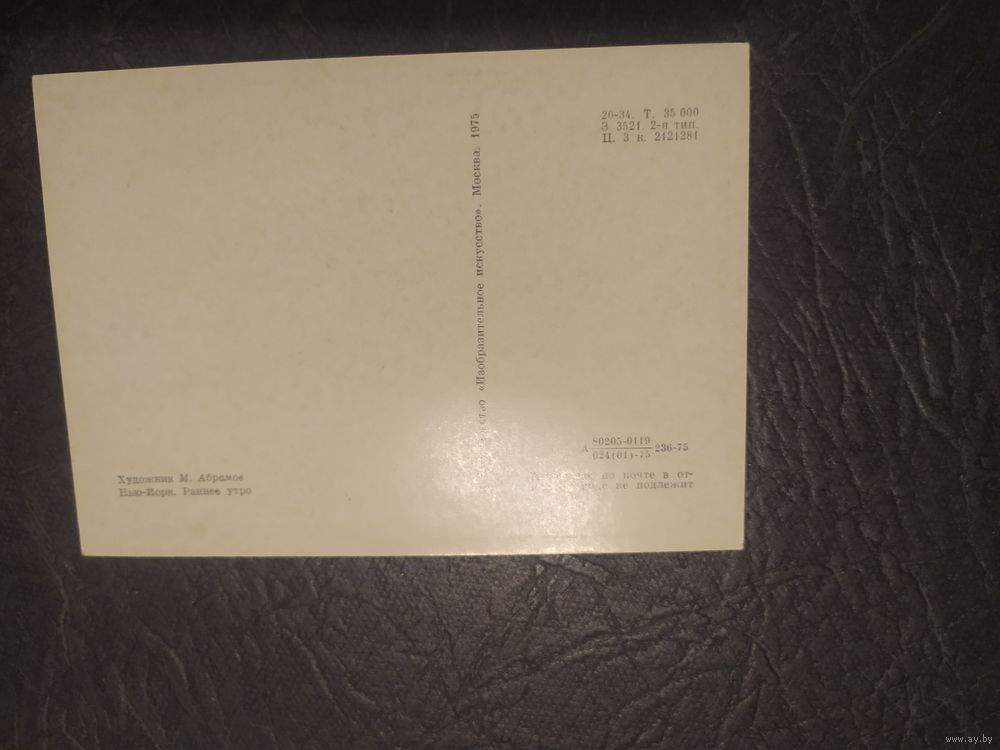 20-34. Т. 35 000
З. 3521. 2-я тип.
Ц. 3 к. 2121281
«Изобразительное искусство». Москва. 1975
А 80205-0119 236-75
024(01)-75
по почте в от-
не подлежит
Художник М. Абрамов
Нью-Йорк. Раннее утро
www.ay.by